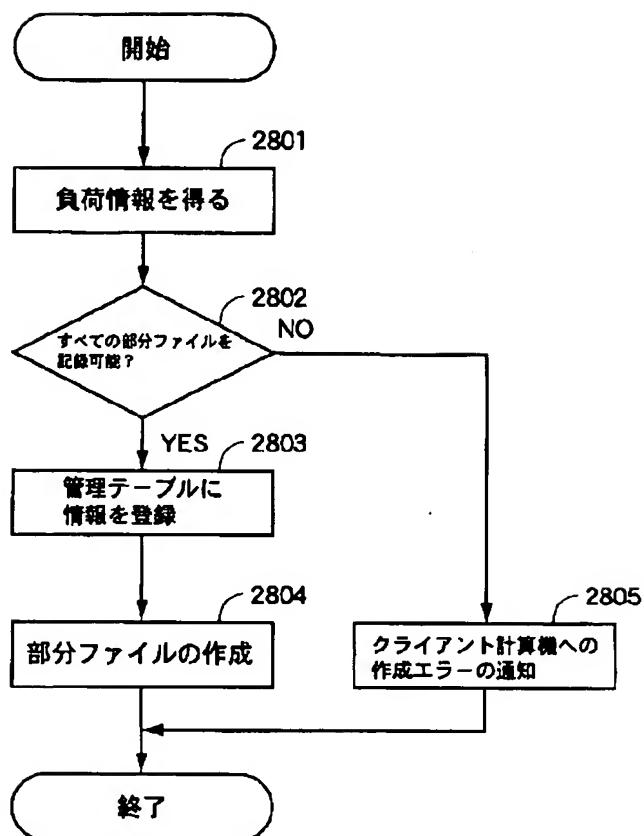 開始
2801
負荷情報を得る
2802
すべての部分ファイルを
記録可能?
NO
YES
2803
管理テーブルに
情報を登録
2804
部分ファイルの作成
2805
クライアント計算機への
作成エラーの通知
終了